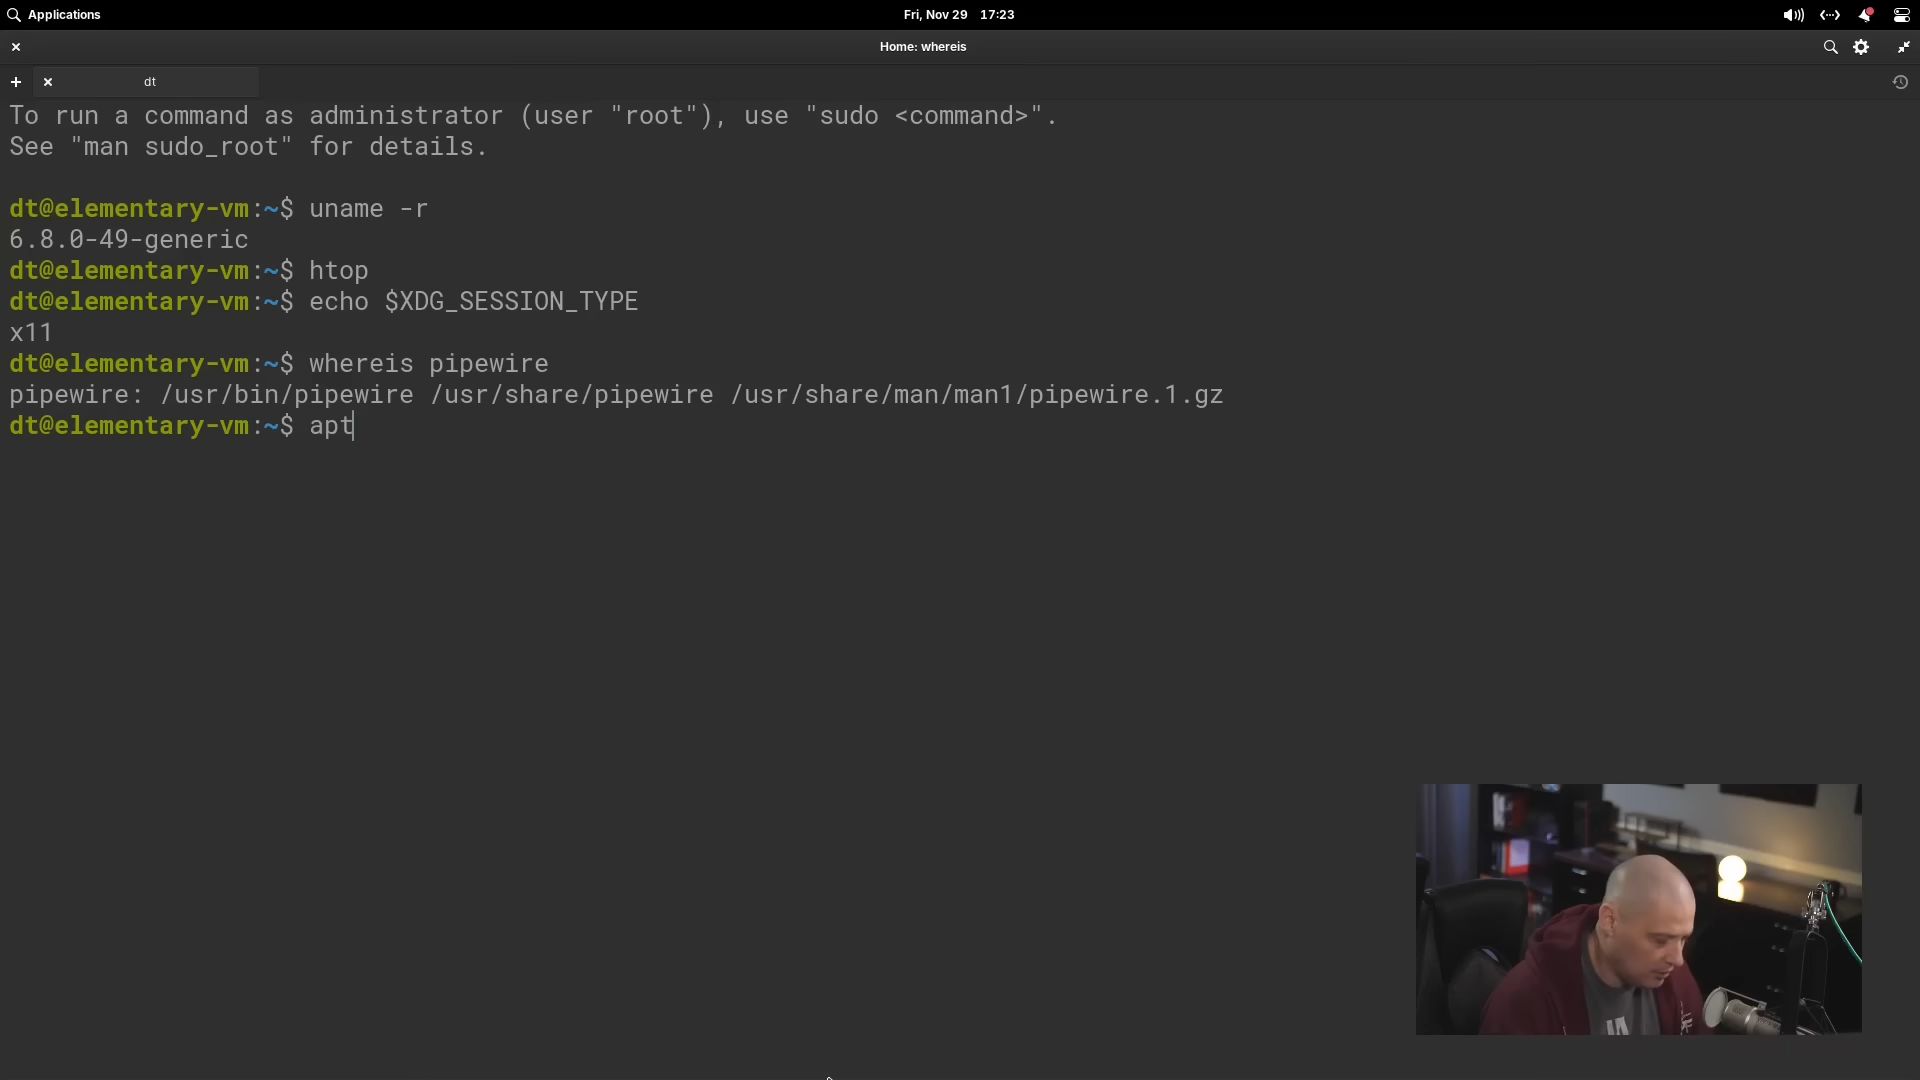 Applications
Fri, Nov 29 17:23
Home: whereis
dt
To run a command as administrator (user "root"), use "sudo <command>".
See "man sudo_root" for details.
dt@elementary-vm:~$ uname -r
6.8.0-49-generic
dt@elementary-vm:~$ htop
dt@elementary-vm:~$ echo $XDG_SESSION_TYPE
x11
dt@elementary-vm:~$ whereis pipewire
pipewire: /usr/bin/pipewire /usr/share/pipewire /usr/share/man/man1/pipewire.1.gz
dt@elementary-vm:~$ apt